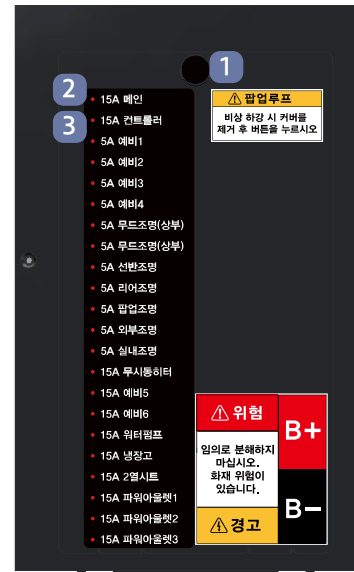 1
2
15A 메인
3
15A 컨트롤러
5A 예비1
5A 예비2
5A 예비3
5A 예비4
5A 무드조명(상부)
5A 무드조명(상부)
5A 선반조명
5A 리어조명
5A 팝업조명
5A 외부조명
5A 실내조명
15A 무시동히터
15A 예비5
15A 예비6
15A 워터펌프
15A 냉장고
15A 2열시트
15A 파워아울렛1
15A 파워아울렛2
15A 파워아울렛3
팝업루프
비상 하강 시 커버를
제거 후 버튼을 누르시오
위험
임의로 분해하지
마십시오.
화재 위험이
있습니다.
경고
B+
B-